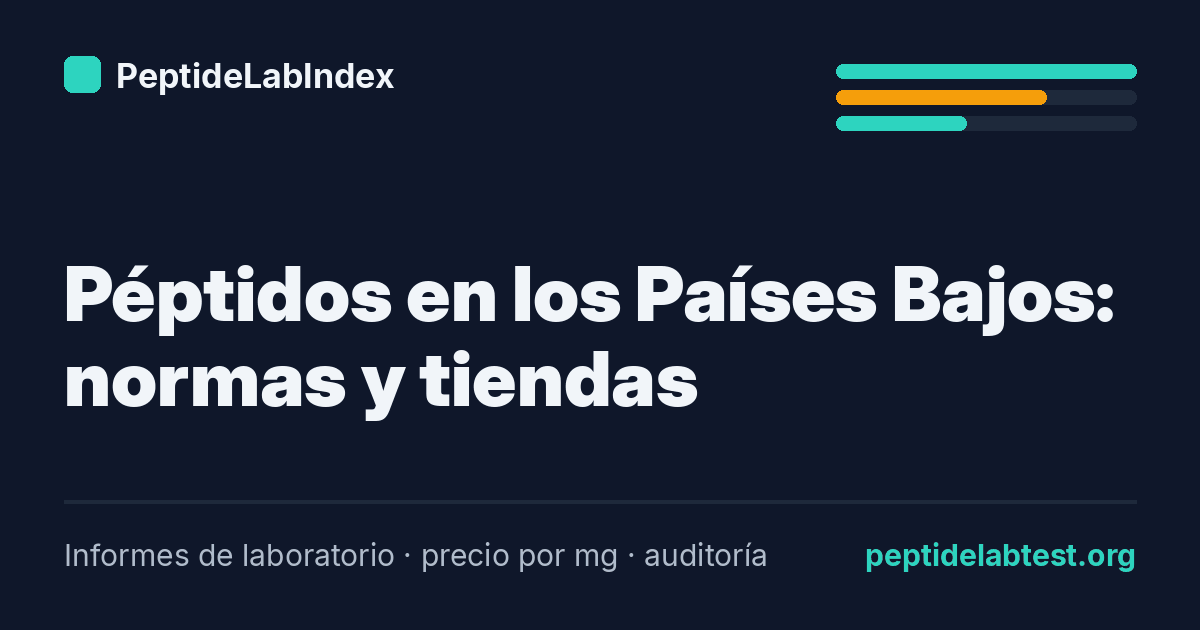 PeptideLabIndex
Péptidos en los Países Bajos:
normas y tiendas
Informes de laboratorio · precio por mg · auditoría
peptidelabtest.org